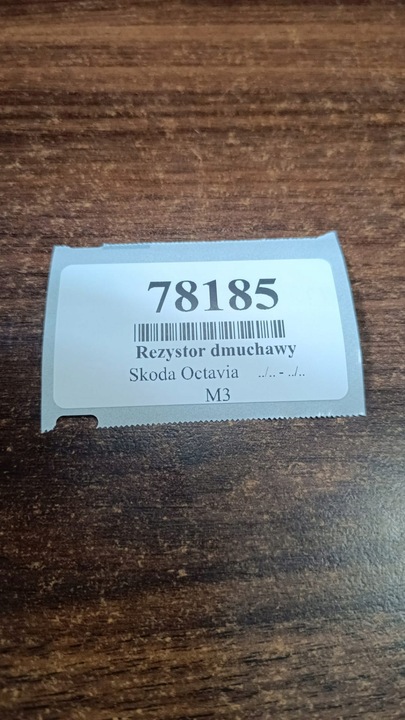 78185
Rezystor dmuchawy
Skoda Octavia ../.. - ../..
M3